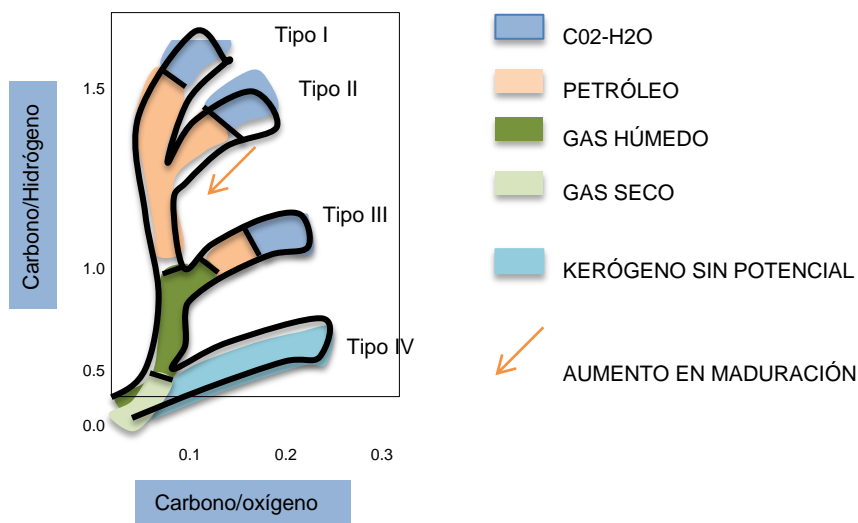 Tipo I
Tipo II
Tipo III
Tipo IV
1.5
1.0
0.5
0.0
0.1
0.2
0.3
Carbono/Hidrógeno
Carbono/oxígeno
C02-H2O
PETRÓLEO
GAS HÚMEDO
GAS SECO
KERÓGENO SIN POTENCIAL
AUMENTO EN MADURACIÓN